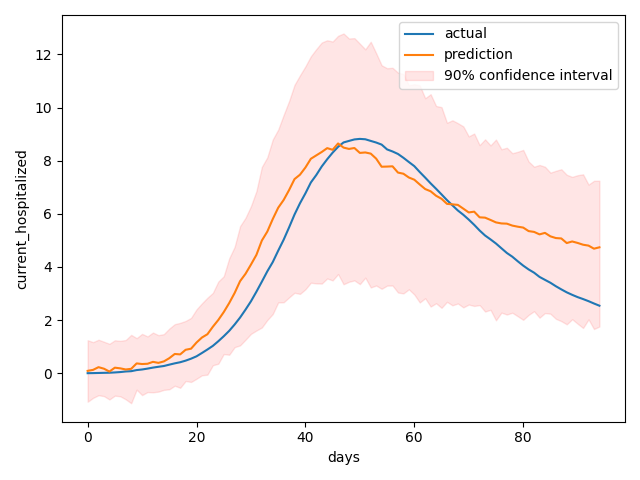 actual
prediction
90% confidence interval
12
10
8
6
4
2
0
current_hospitalized
0 20 40 60 80
days